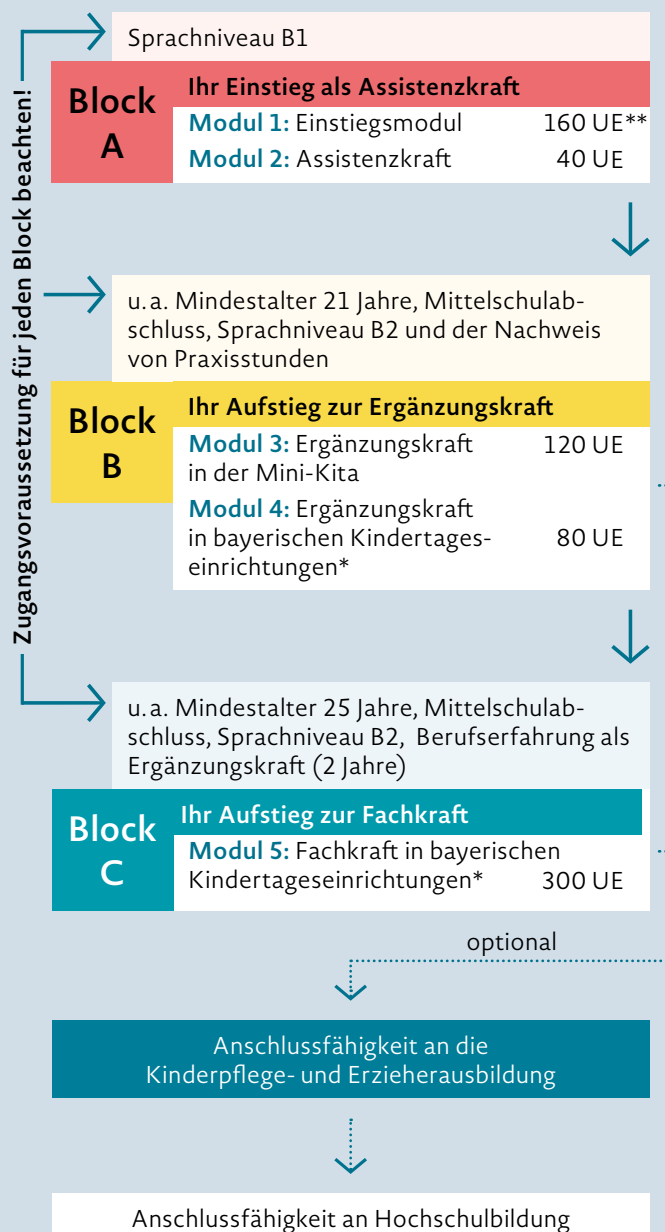 Zugangsvoraussetzung für jeden Block beachten!
Sprachniveau B1
Block
A
Ihr Einstieg als Assistenzkraft
Modul 1: Einstiegsmodul 160 UE**
Modul 2: Assistenzkraft 40 UE
u. a. Mindestalter 21 Jahre, Mittelschulab-
schluss, Sprachniveau B2 und der Nachweis
von Praxisstunden
Block
B
Ihr Aufstieg zur Ergänzungskraft
Modul 3: Ergänzungskraft 120 UE
in der Mini-Kita
Modul 4: Ergänzungskraft
in bayerischen Kindertages- 80 UE
einrichtungen*
u. a. Mindestalter 25 Jahre, Mittelschulab-
schluss, Sprachniveau B2, Berufserfahrung als
Ergänzungskraft (2 Jahre)
Block
C
Ihr Aufstieg zur Fachkraft
Modul 5: Fachkraft in bayerischen
Kindertageseinrichtungen* 300 UE
optional
Anschlussfähigkeit an die
Kinderpflege- und Erzieherausbildung
Anschlussfähigkeit an Hochschulbildung